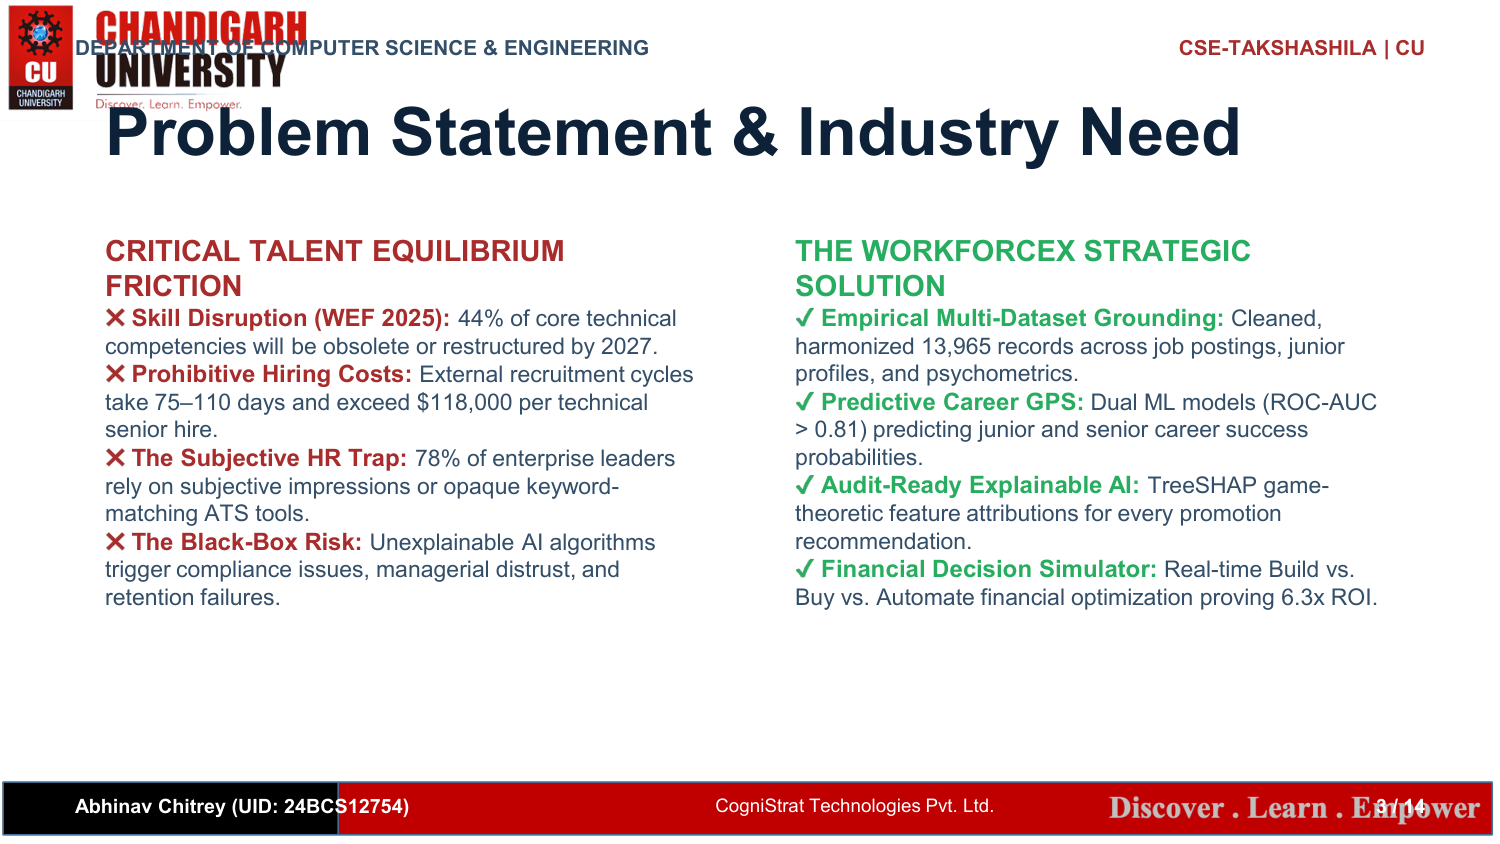 CHANDIGARH
UNIVERSITY
Discover. Learn. Empower.
CU
CHANDIGARH
UNIVERSITY
DEPARTMENT OF COMPUTER SCIENCE & ENGINEERING
CSE-TAKSHASHILA | CU
Problem Statement & Industry Need
CRITICAL TALENT EQUILIBRIUM
FRICTION
❌ Skill Disruption (WEF 2025): 44% of core technical
competencies will be obsolete or restructured by 2027.
❌ Prohibitive Hiring Costs: External recruitment cycles
take 75–110 days and exceed $118,000 per technical
senior hire.
❌ The Subjective HR Trap: 78% of enterprise leaders
rely on subjective impressions or opaque keyword-
matching ATS tools.
❌ The Black-Box Risk: Unexplainable AI algorithms
trigger compliance issues, managerial distrust, and
retention failures.
THE WORKFORCEX STRATEGIC
SOLUTION
✔ Empirical Multi-Dataset Grounding: Cleaned,
harmonized 13,965 records across job postings, junior
profiles, and psychometrics.
✔ Predictive Career GPS: Dual ML models (ROC-AUC
> 0.81) predicting junior and senior career success
probabilities.
✔ Audit-Ready Explainable AI: TreeSHAP game-
theoretic feature attributions for every promotion
recommendation.
✔ Financial Decision Simulator: Real-time Build vs.
Buy vs. Automate financial optimization proving 6.3x ROI.
Abhinav Chitrey (UID: 24BCS12754)
CogniStrat Technologies Pvt. Ltd.
Discover . Learn . Empower
3 / 14